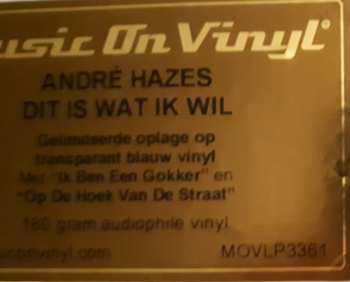 usic On Vinyl®
ANDRÉ HAZES
DIT IS WAT IK WIL
Gelimiteerde oplage op
transparant blauw vinyl
Met "Ik Ben Een Gokker" en
"Op De Hoek Van De Straat"
180 gram audiophile vinyl
MOVLP3361